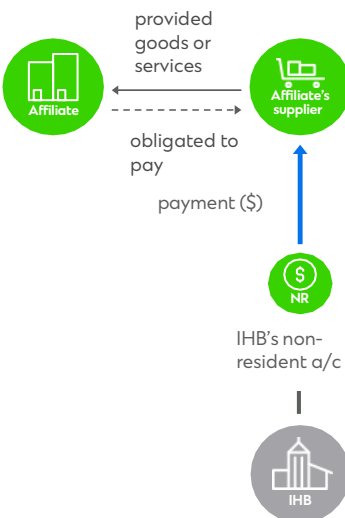 provided
goods or
services
Affiliate
Affiliate's
supplier
obligated to
pay
payment ($)
$
NR
IHB's non-
resident a/c
IHB